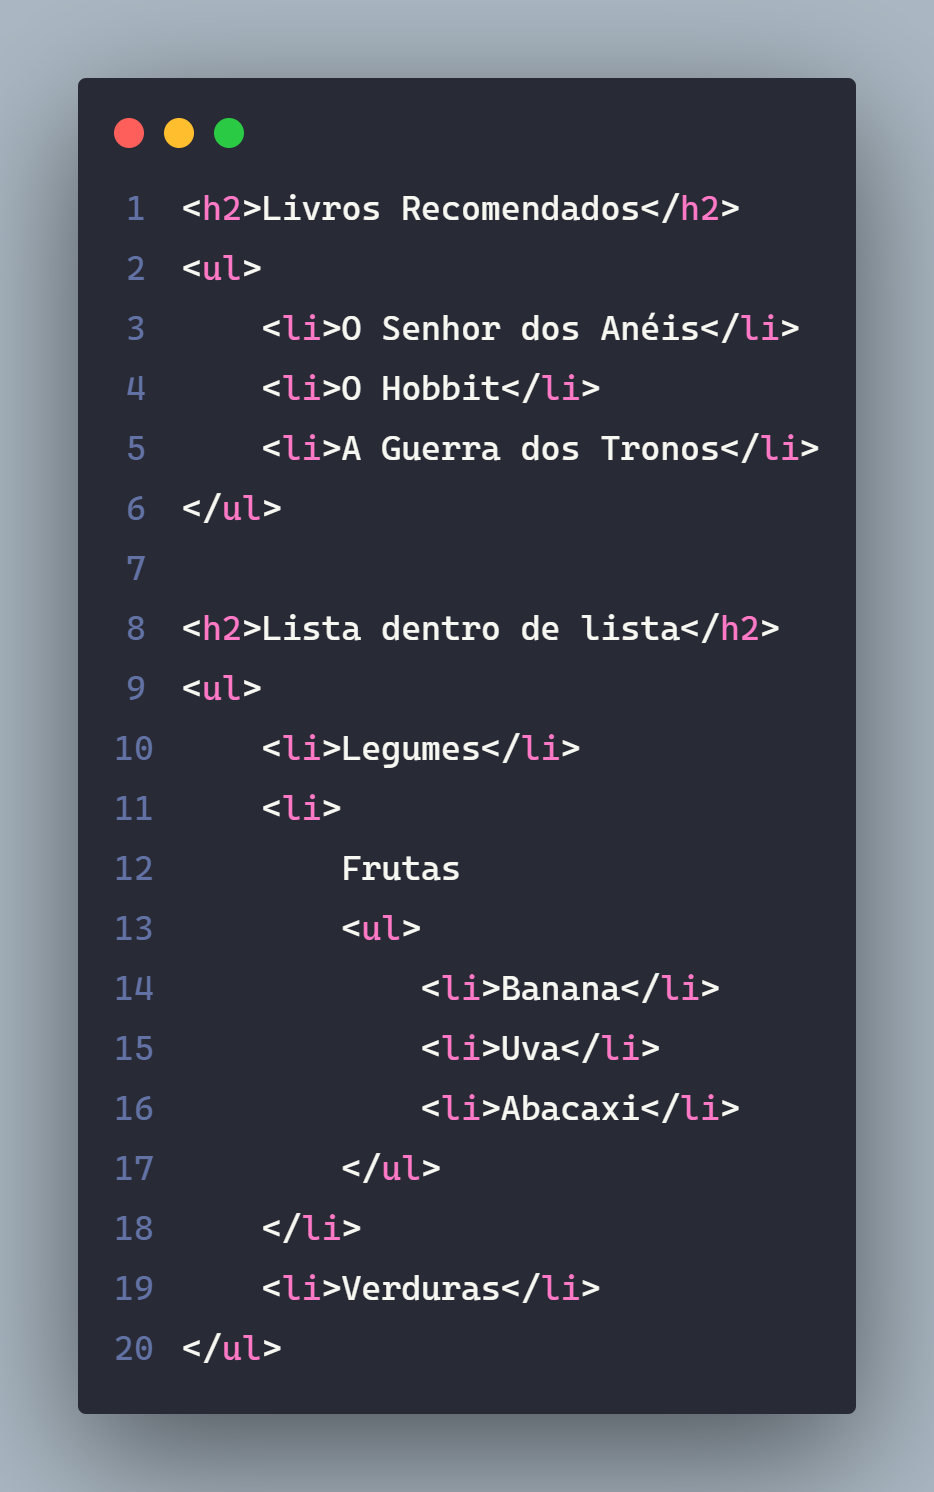 1 <h2>Livros Recomendados</h2>
2 <ul>
3     <li>O Senhor dos Anéis</li>
4     <li>O Hobbit</li>
5     <li>A Guerra dos Tronos</li>
6 </ul>
7
8 <h2>Lista dentro de lista</h2>
9 <ul>
10     <li>Legumes</li>
11     <li>
12         Frutas
13         <ul>
14             <li>Banana</li>
15             <li>Uva</li>
16             <li>Abacaxi</li>
17         </ul>
18     </li>
19     <li>Verduras</li>
20 </ul>